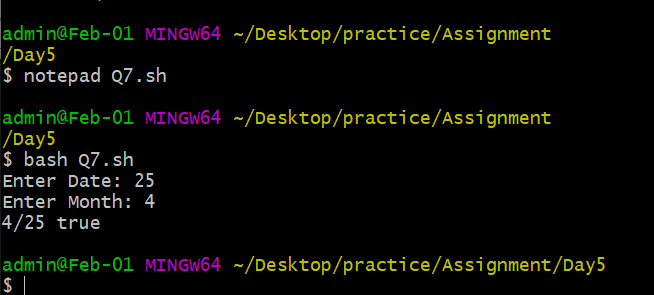 admin@Feb-01 MINGW64 ~/Desktop/practice/Assignment
/Day5
$ notepad Q7.sh
admin@Feb-01 MINGW64 ~/Desktop/practice/Assignment
/Day5
$ bash Q7.sh
Enter Date: 25
Enter Month: 4
4/25 true
admin@Feb-01 MINGW64 ~/Desktop/practice/Assignment/Day5
$